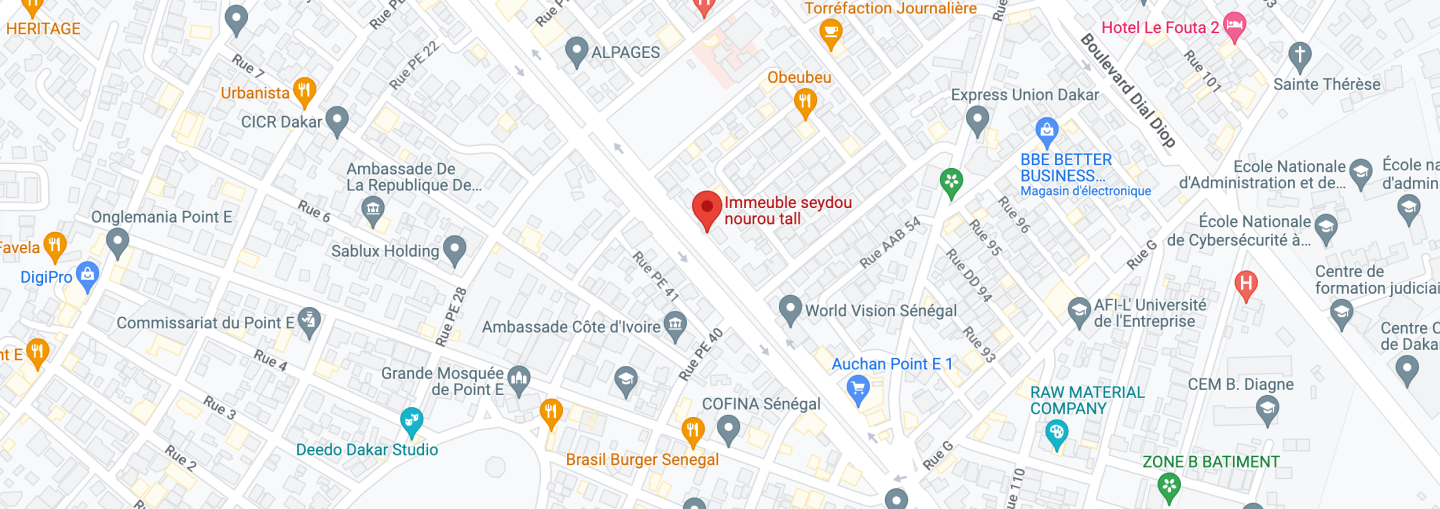 HERITAGE
Torréfaction Journalière
Hotel Le Fouta 2
ALPAGES
Rue 7
Rue PE 22
Urbanista
CICR Dakar
Obeubeu
Boulevard Dial Diop
Rue 101
Sainte Thérèse
Express Union Dakar
BBE BETTER
BUSINESS...
Magasin d'électronique
Ecole Nationale
d'Administration et de...
École na
d'admin
Ambassade De
La Republique De...
Rue 6
Onglemania Point E
Immeuble seydou
nourou tall
Favela
Sablux Holding
DigiPro
Rue PE 41
Rue AAB 54
Rue 96
Rue 95
Rue DD 94
Rue G
École Nationale
de Cybersécurité à...
Centre de
formation judiciai
Commissariat du Point E
Rue PE 28
Ambassade Côte d'Ivoire
World Vision Sénégal
AFI-L' Université
de l'Entreprise
Rue 93
Centre C
de Daka
nt E
Rue 4
Grande Mosquée
de Point E
Rue PE 40
Auchan Point E 1
CEM B. Diagne
RAW MATERIAL
COMPANY
Rue 3
COFINA Sénégal
Deedo Dakar Studio
Brasil Burger Senegal
Rue G
Rue 2
ZONE B BATIMENT
Rue 110